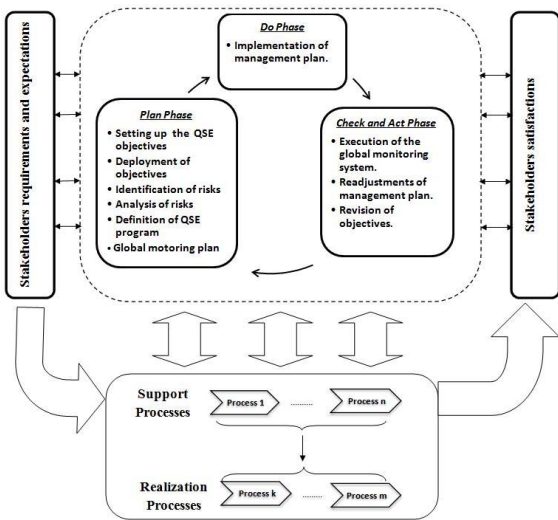 Stakeholders requirements and expectations
Do Phase
• Implementation of
management plan.
Plan Phase
• Setting up the QSE
objectives
• Deployment of
objectives
• Identification of risks
• Analysis of risks
• Definition of QSE
program
• Global motoring plan
Check and Act Phase
• Execution of the
global monitoring
system.
• Readjustments of
management plan.
• Revision of
objectives.
Stakeholders satisfactions
Support
Processes
Process 1 ........... Process n
Realization
Processes
Process k ........... Process m